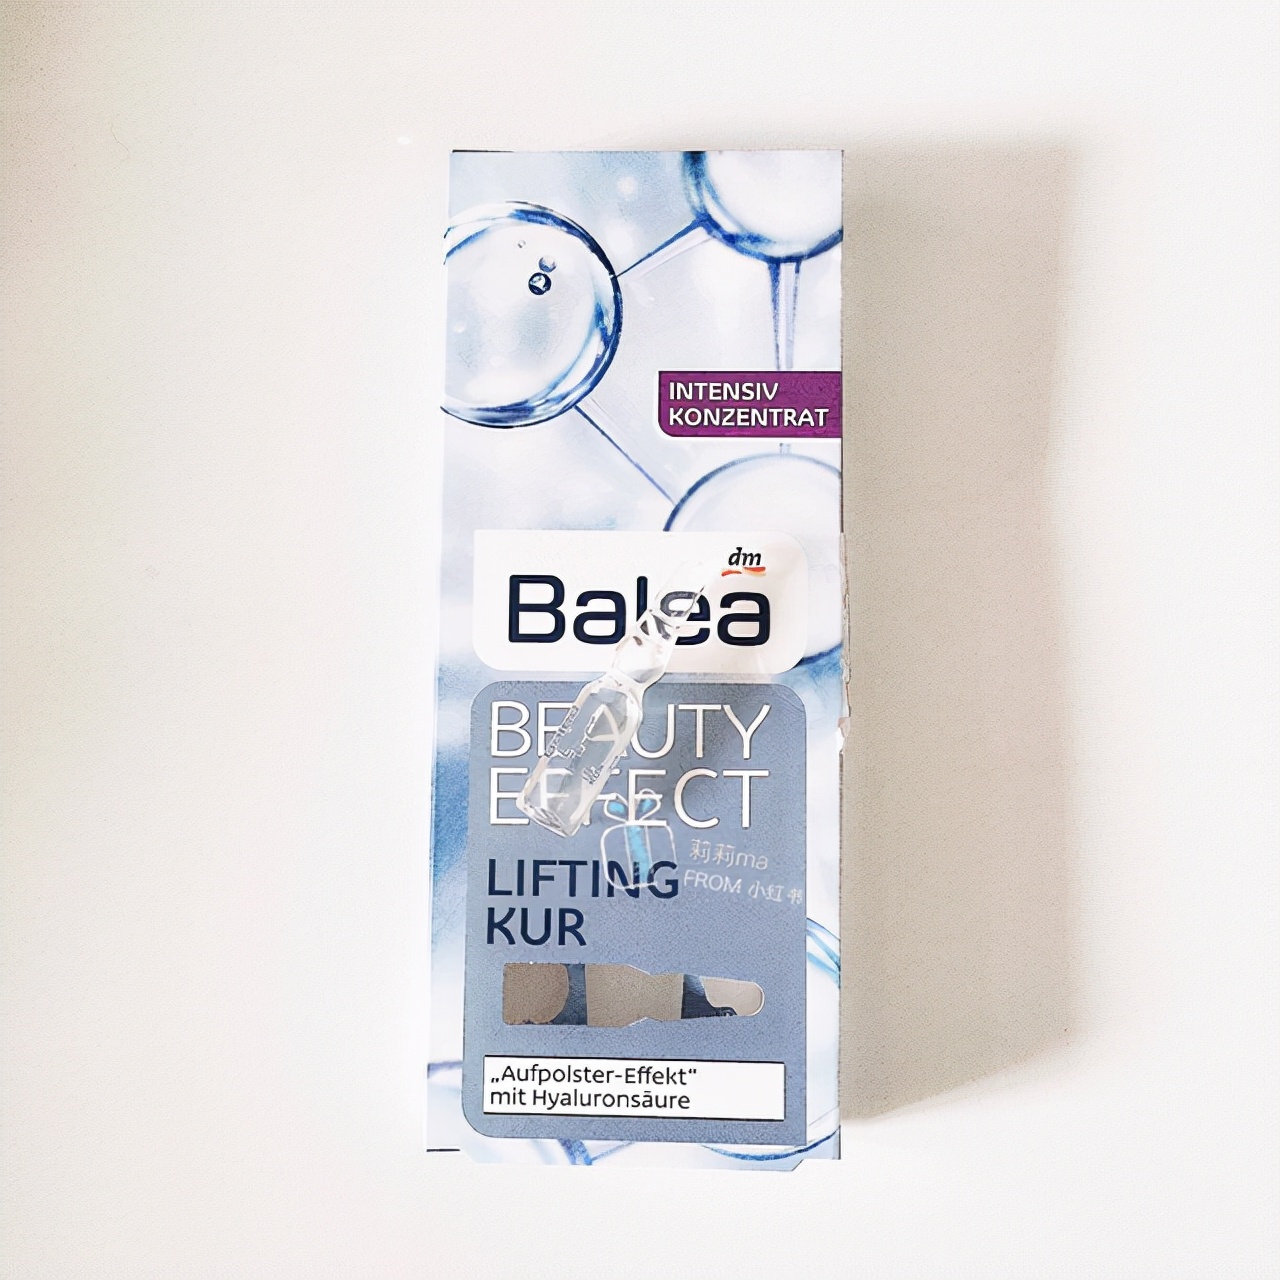 INTENSIV
KONZENTRAT
dm
Balea
BEAUTY
EFFECT
LIFTING
KUR
莉莉ma
FROM 小红书
„Aufpolster-Effekt“
mit Hyaluronsäure